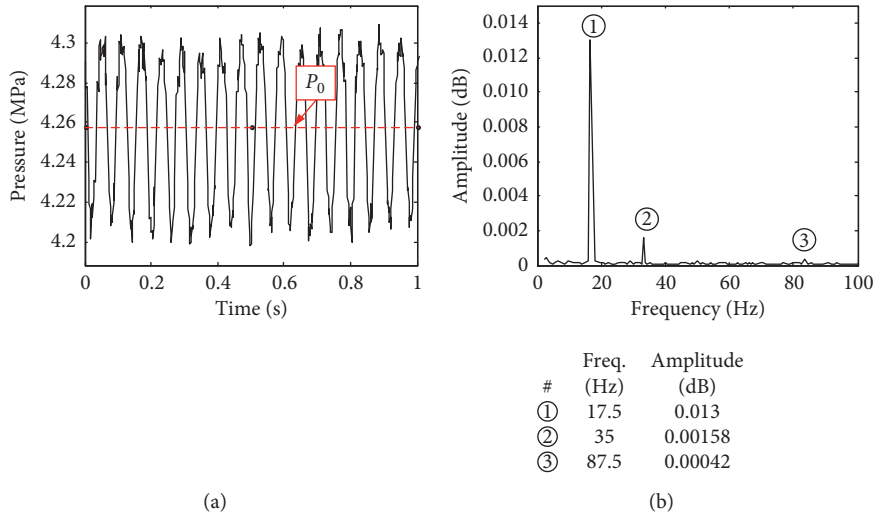 Pressure (MPa)
4.3
4.28
4.26
4.24
4.22
4.2
P0
0 0.2 0.4 0.6 0.8 1
Time (s)
(a)
Amplitude (dB)
0.014
0.012
0.01
0.008
0.006
0.004
0.002
0
①
②
③
0 20 40 60 80 100
Frequency (Hz)
Freq. Amplitude
# (Hz) (dB)
① 17.5 0.013
② 35 0.00158
③ 87.5 0.00042
(b)